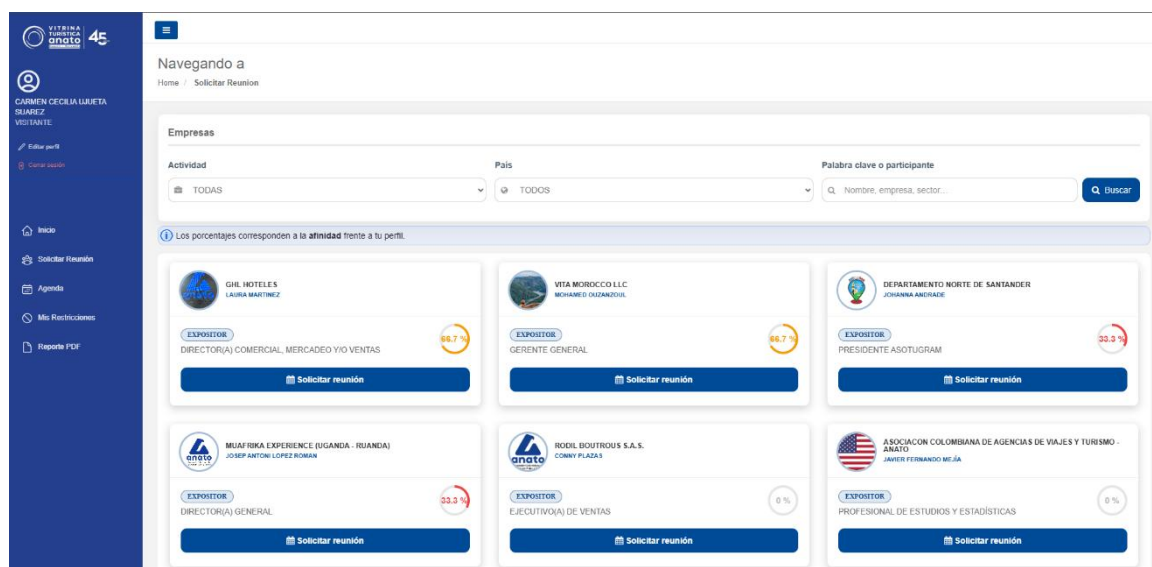 VITRINA
TURÍSTICA
anato 45
CARMEN CECILIA UJUETA
SUAREZ
VISITANTE
Editar perfil
Cerrar sesión
Inicio
Solicitar Reunión
Agenda
Mis Restricciones
Reporte PDF
Navegando a
Home / Solicitar Reunion
Empresas
Actividad
País
Palabra clave o participante
TODAS
TODOS
Nombre, empresa, sector...
Buscar
Los porcentajes corresponden a la afinidad frente a tu perfil.
GHL HOTELES
LAURA MARTINEZ
EXPOSITOR
DIRECTOR(A) COMERCIAL, MERCADEO Y/O VENTAS
66.7 %
Solicitar reunión
VITA MOROCCO LLC
MOHAMED OUZANZOUL
EXPOSITOR
GERENTE GENERAL
66.7 %
Solicitar reunión
DEPARTAMENTO NORTE DE SANTANDER
JOHANNA ANDRADE
EXPOSITOR
PRESIDENTE ASOTUGRAM
33.3 %
Solicitar reunión
anato
MUAFRIKA EXPERIENCE (UGANDA - RUANDA)
JOSEP ANTONI LOPEZ ROMAN
EXPOSITOR
DIRECTOR(A) GENERAL
33.3 %
Solicitar reunión
anato
RODIL BOUTROUS S.A.S.
CONNY PLAZAS
EXPOSITOR
EJECUTIVO(A) DE VENTAS
0 %
Solicitar reunión
ASOCIACON COLOMBIANA DE AGENCIAS DE VIAJES Y TURISMO -
ANATO
JAVIER FERNANDO MEJÍA
EXPOSITOR
PROFESIONAL DE ESTUDIOS Y ESTADÍSTICAS
0 %
Solicitar reunión